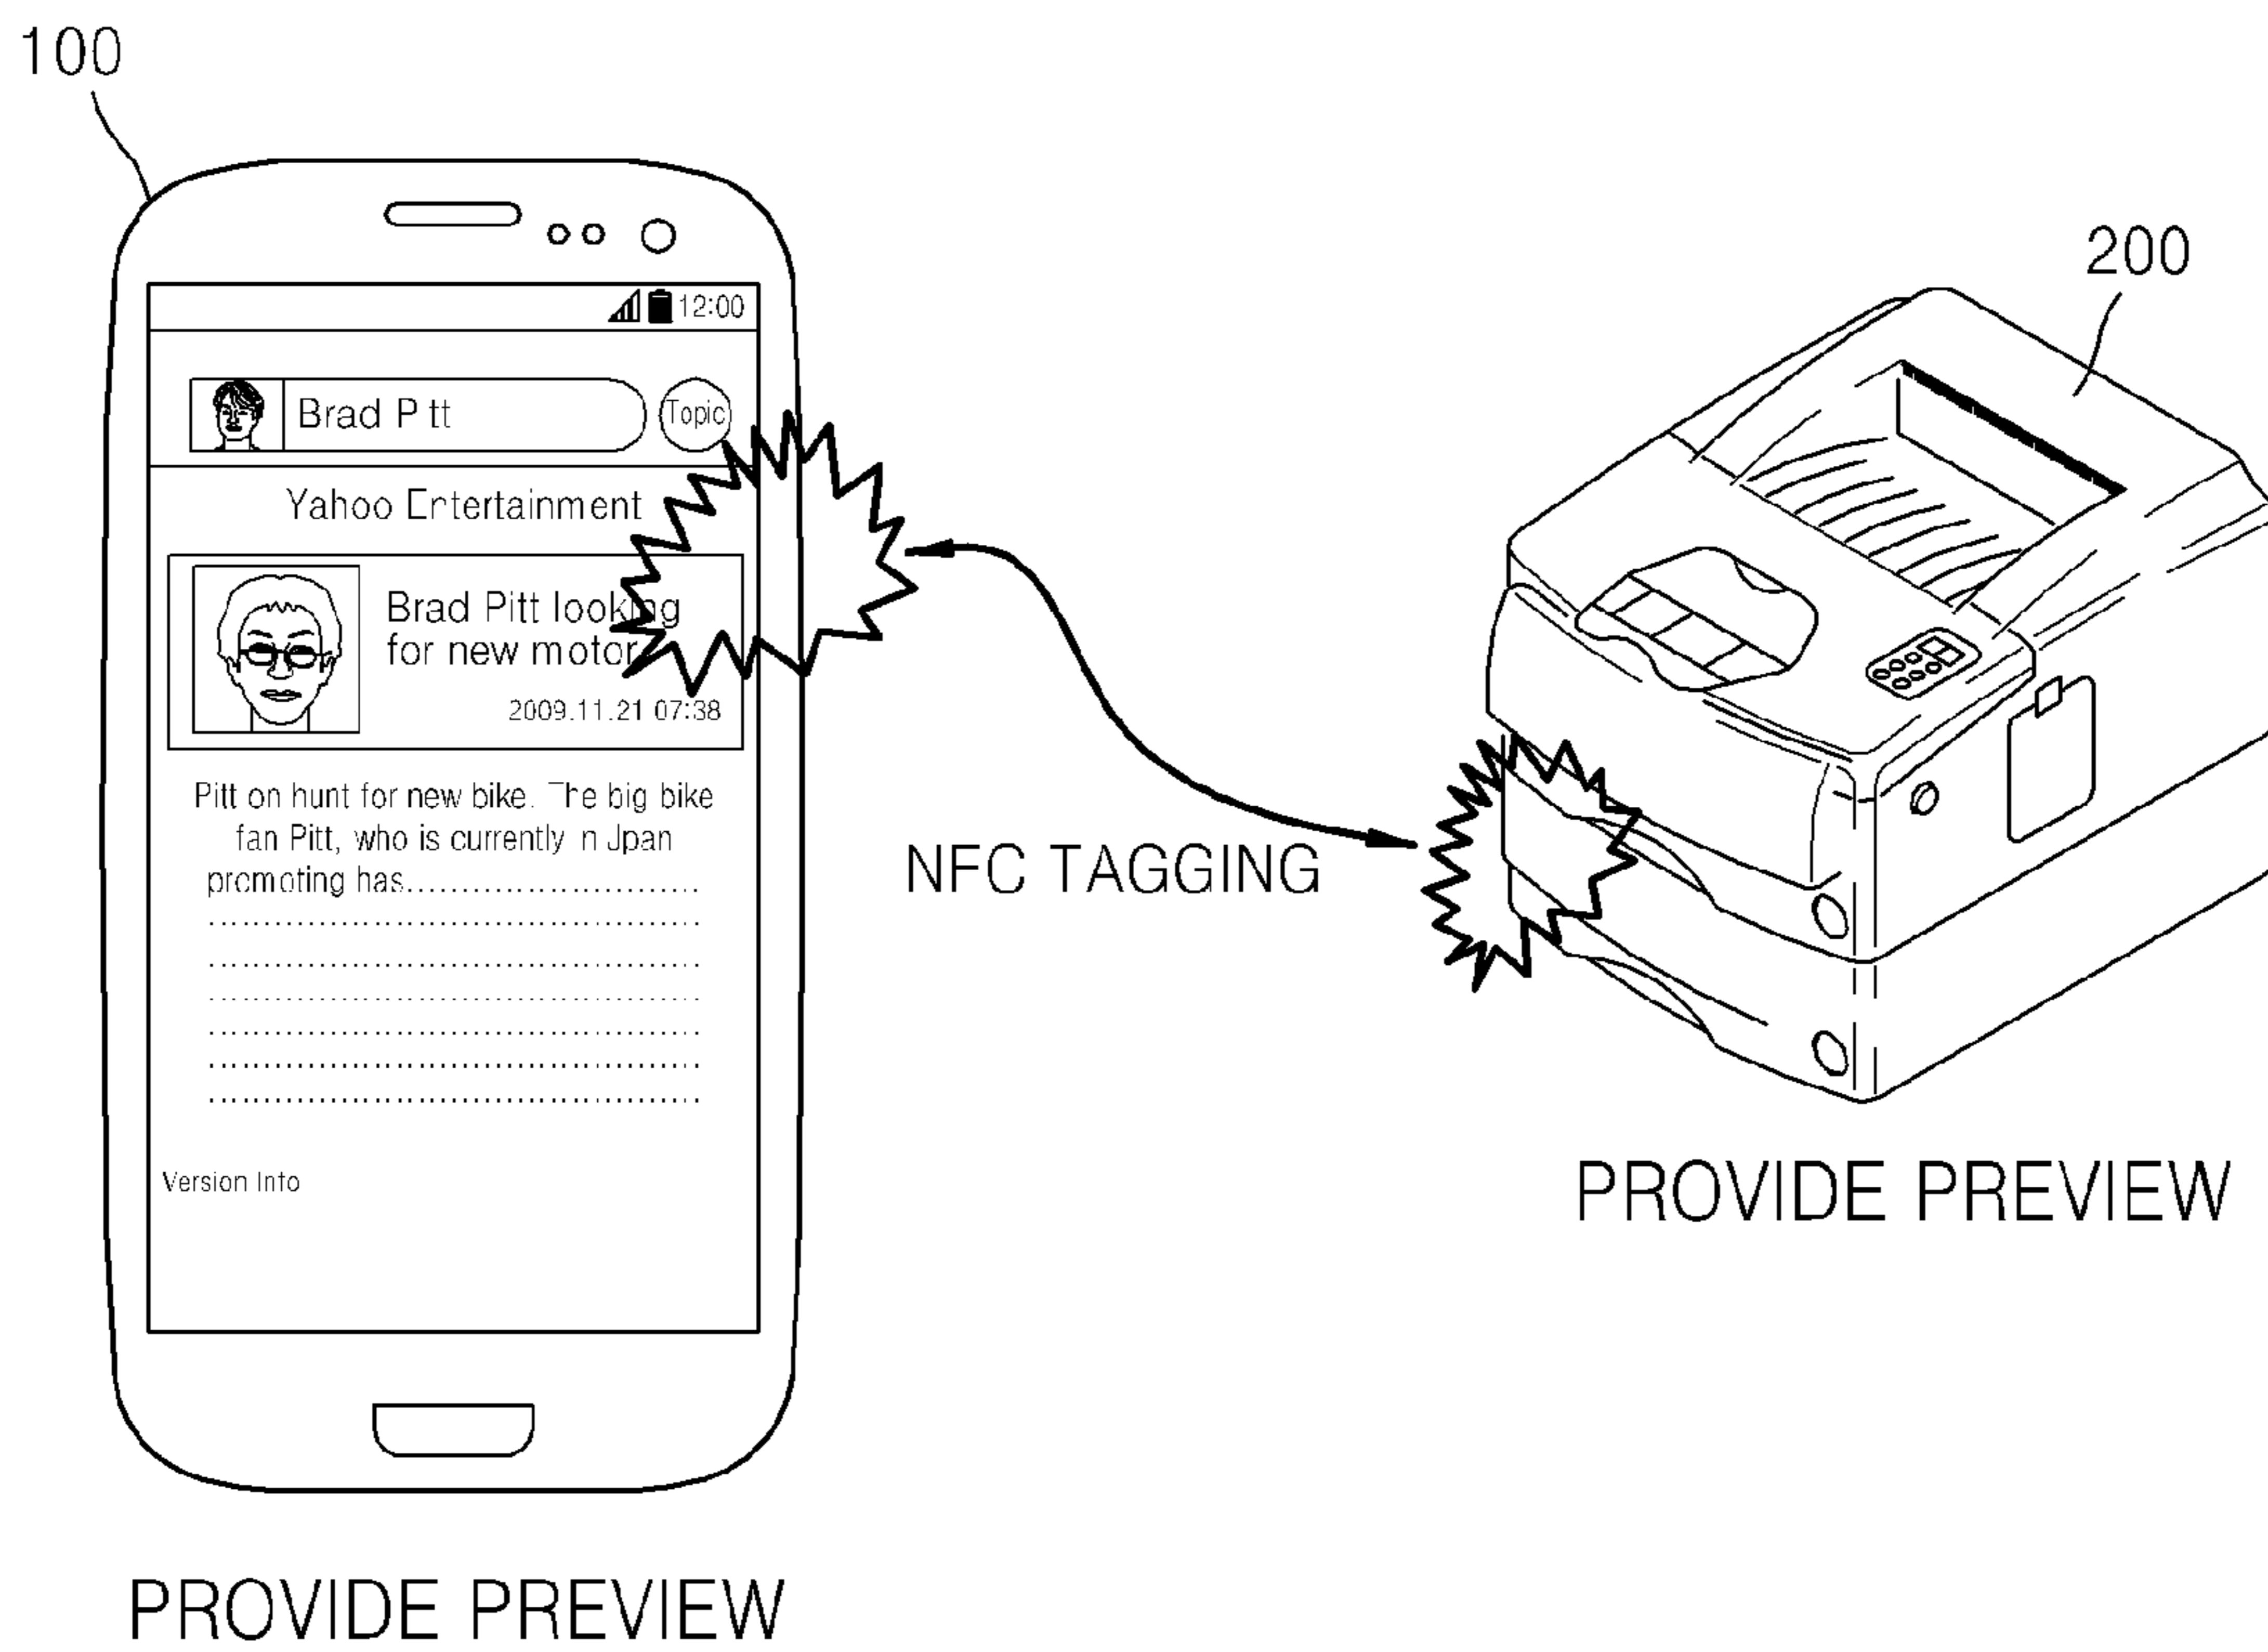 100
200
12:00
Brad P tt
Topic
Yahoo Entertainment
Brad Pitt looking
for new motor
2009.11.21 07:38
Pitt on hunt for new bike. The big bike
fan Pitt, who is currently n Jpan
promoting has..............................
NFC TAGGING
Version Info
PROVIDE PREVIEW
PROVIDE PREVIEW